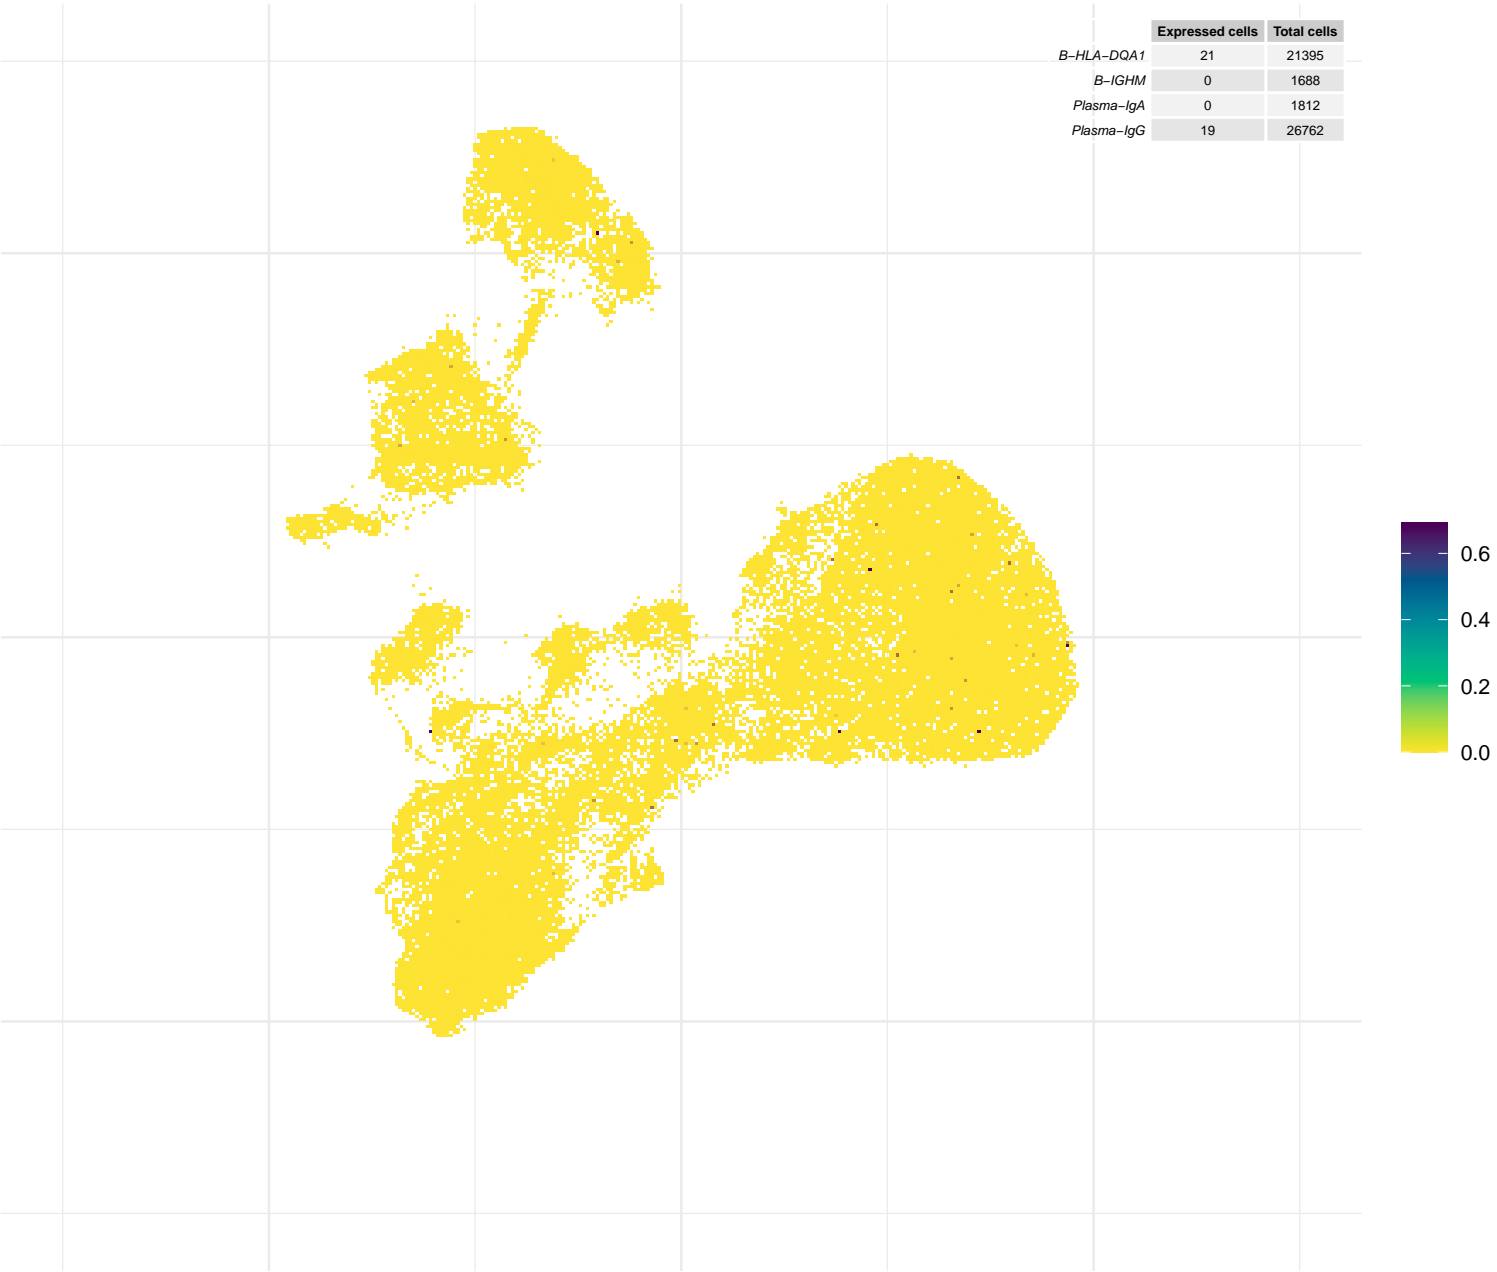 Expressed cells Total cells
B−HLA−DQA1 21 21395
B−IGHM 0 1688
Plasma−IgA 0 1812
Plasma−IgG 19 26762
0.6
0.4
0.2
0.0